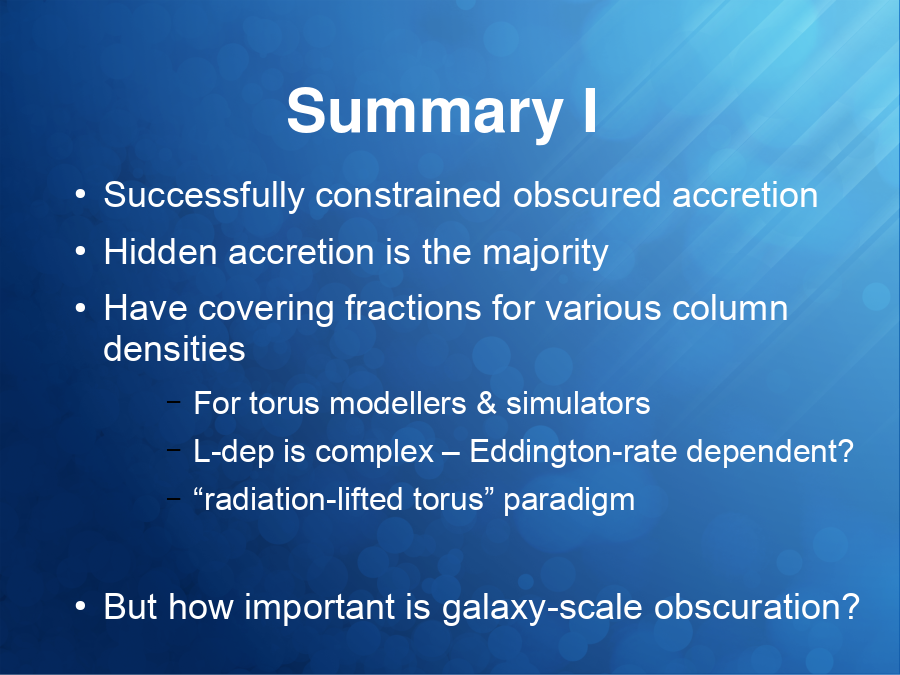 Summary I
• Successfully constrained obscured accretion
• Hidden accretion is the majority
• Have covering fractions for various column
densities
– For torus modellers & simulators
– L-dep is complex – Eddington-rate dependent?
– “radiation-lifted torus” paradigm
• But how important is galaxy-scale obscuration?